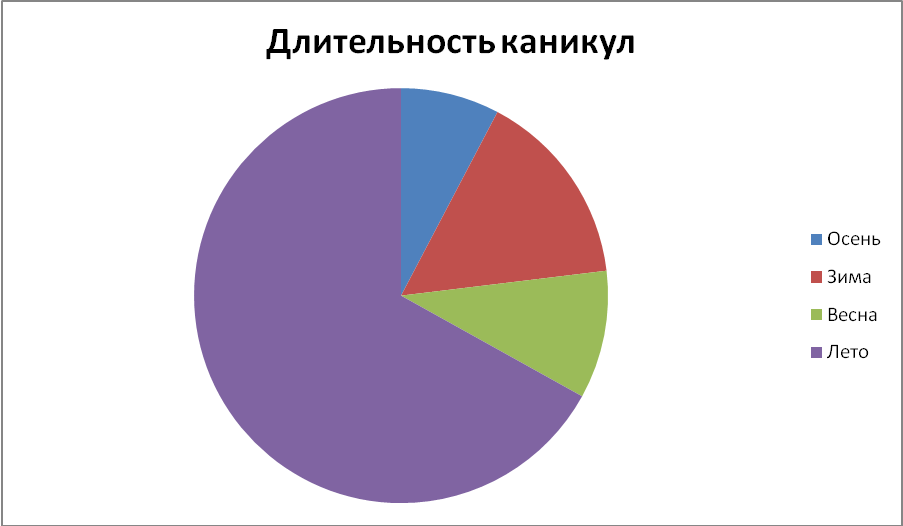 Длительность каникул
Осень
Зима
Весна
Лето